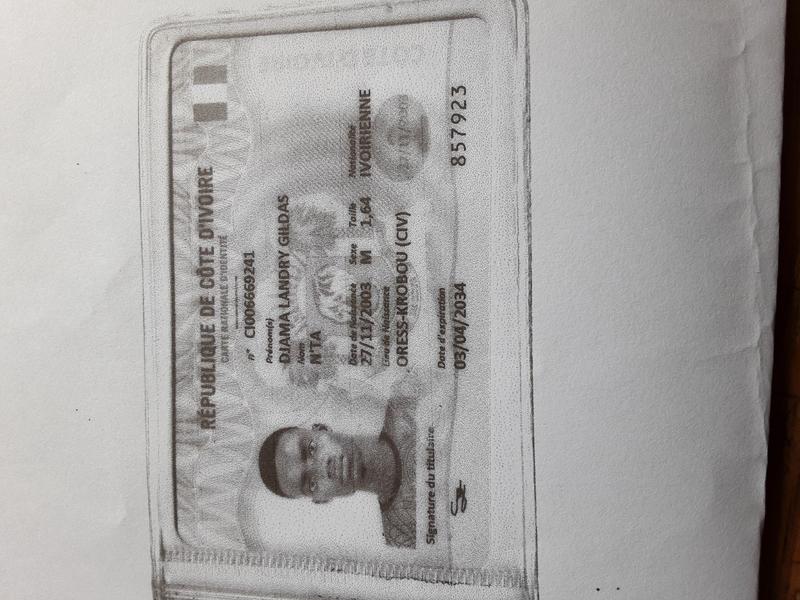 RÉPUBLIQUE DE CÔTE D'IVOIRE
CARTE NATIONALE D'IDENTITÉ
n° CI006669241
Prénom(s)
DJAMA LANDRY GILDAS
Nom
N'TA
Date de Naissance Sexe Taille Nationalité
27/11/2003 M 1,64 IVOIRIENNE
Lieu de Naissance
ORESS-KROBOU (CIV)
Date d'expiration
03/04/2034
857923
Signature du titulaire